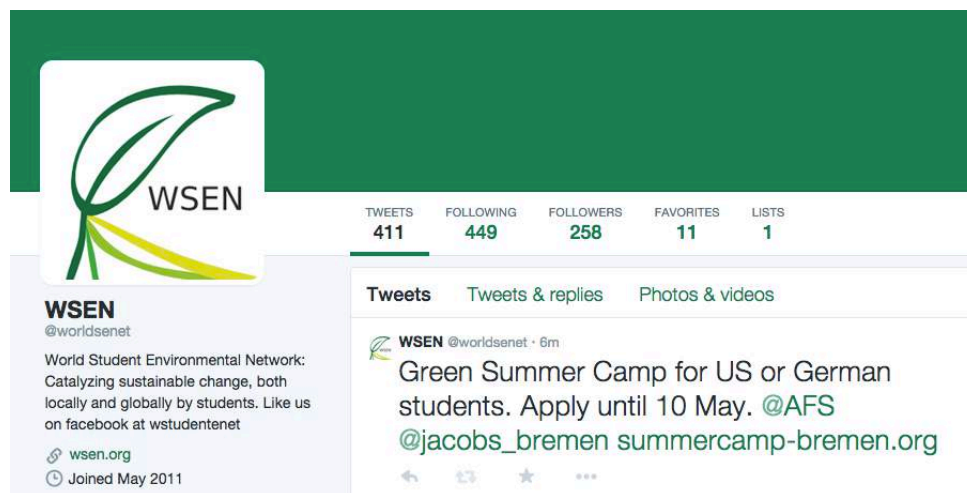 WSEN
TWEETS FOLLOWING FOLLOWERS FAVORITES LISTS
411 449 258 11 1
Tweets Tweets & replies Photos & videos
WSEN
@worldsenet
World Student Environmental Network:
Catalyzing sustainable change, both
locally and globally by students. Like us
on facebook at wstudentenet
wsen.org
Joined May 2011
WSEN @worldsenet · 6m
Green Summer Camp for US or German
students. Apply until 10 May. @AFS
@jacobs_bremen summercamp-bremen.org